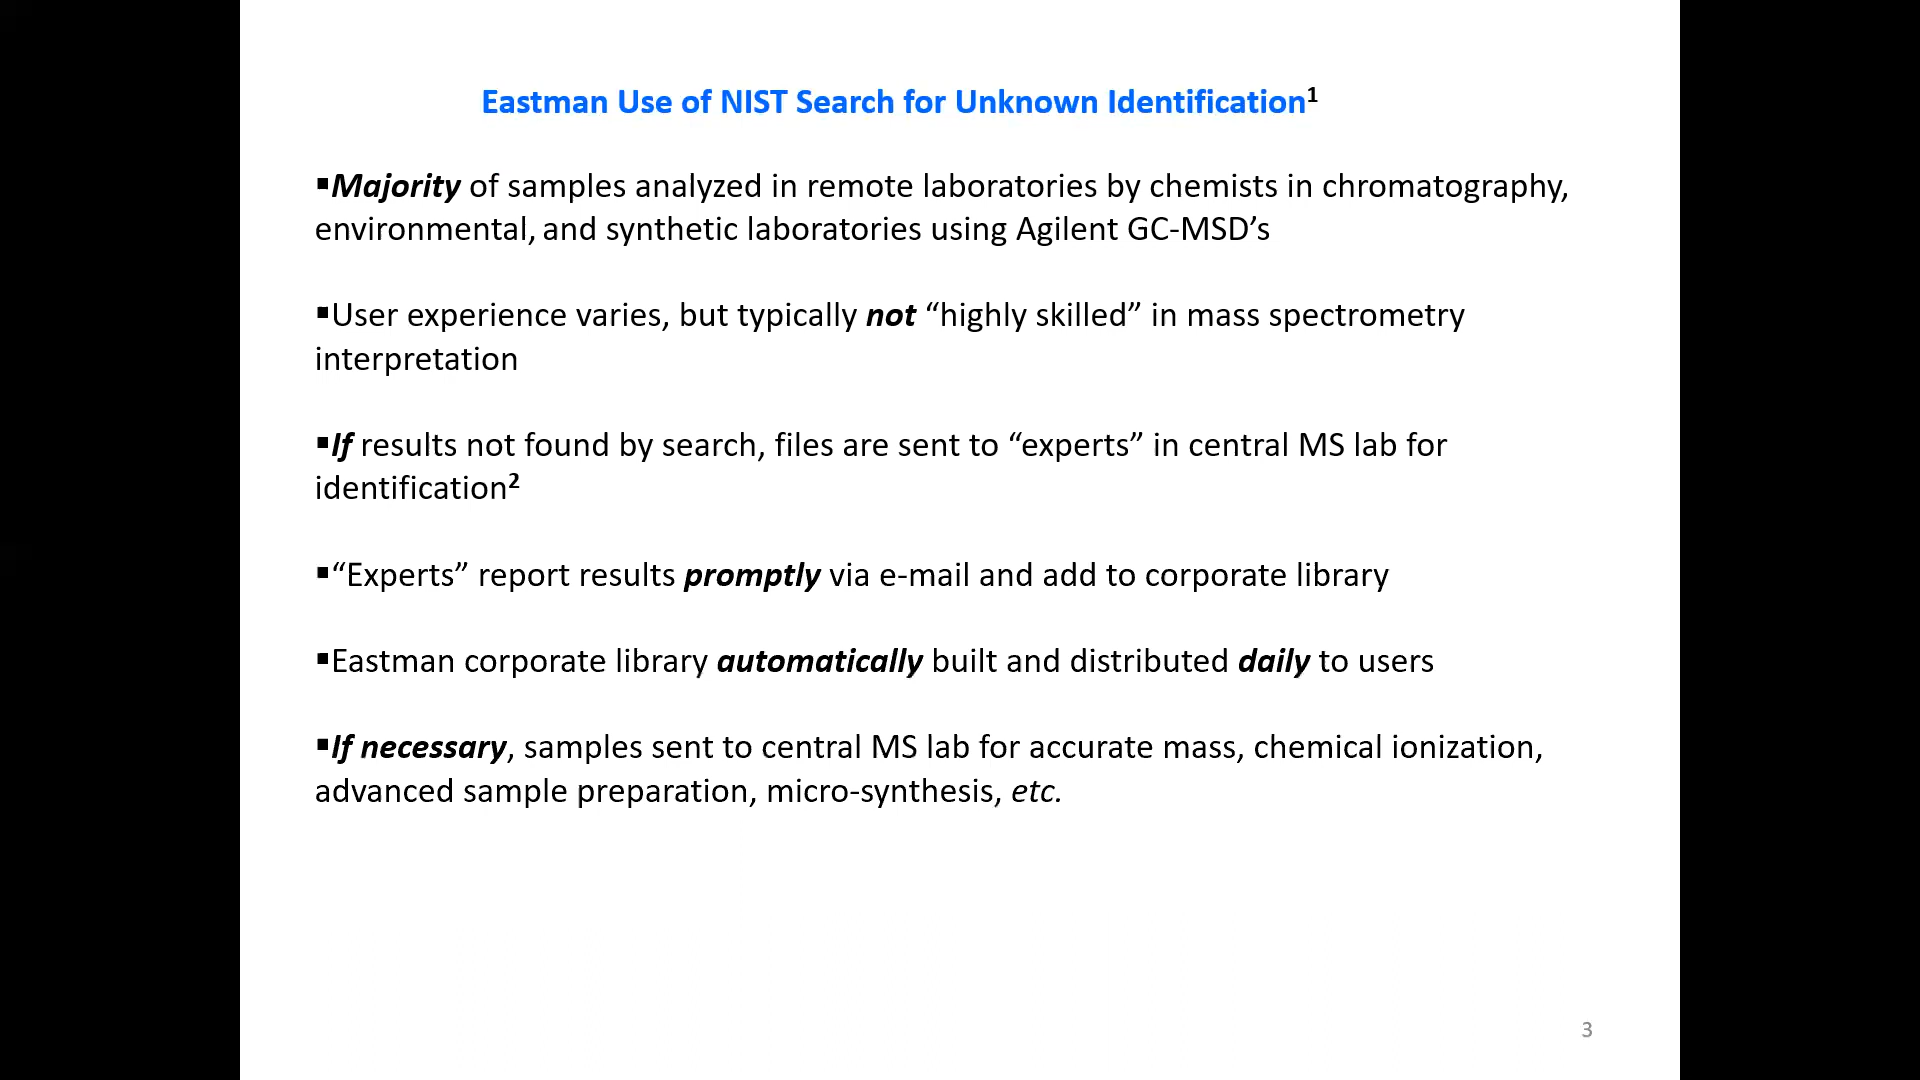 Eastman Use of NIST Search for Unknown Identification¹
▪Majority of samples analyzed in remote laboratories by chemists in chromatography,
environmental, and synthetic laboratories using Agilent GC-MSD’s
▪User experience varies, but typically not “highly skilled” in mass spectrometry
interpretation
▪If results not found by search, files are sent to “experts” in central MS lab for
identification²
▪“Experts” report results promptly via e-mail and add to corporate library
▪Eastman corporate library automatically built and distributed daily to users
▪If necessary, samples sent to central MS lab for accurate mass, chemical ionization,
advanced sample preparation, micro-synthesis, etc.
3